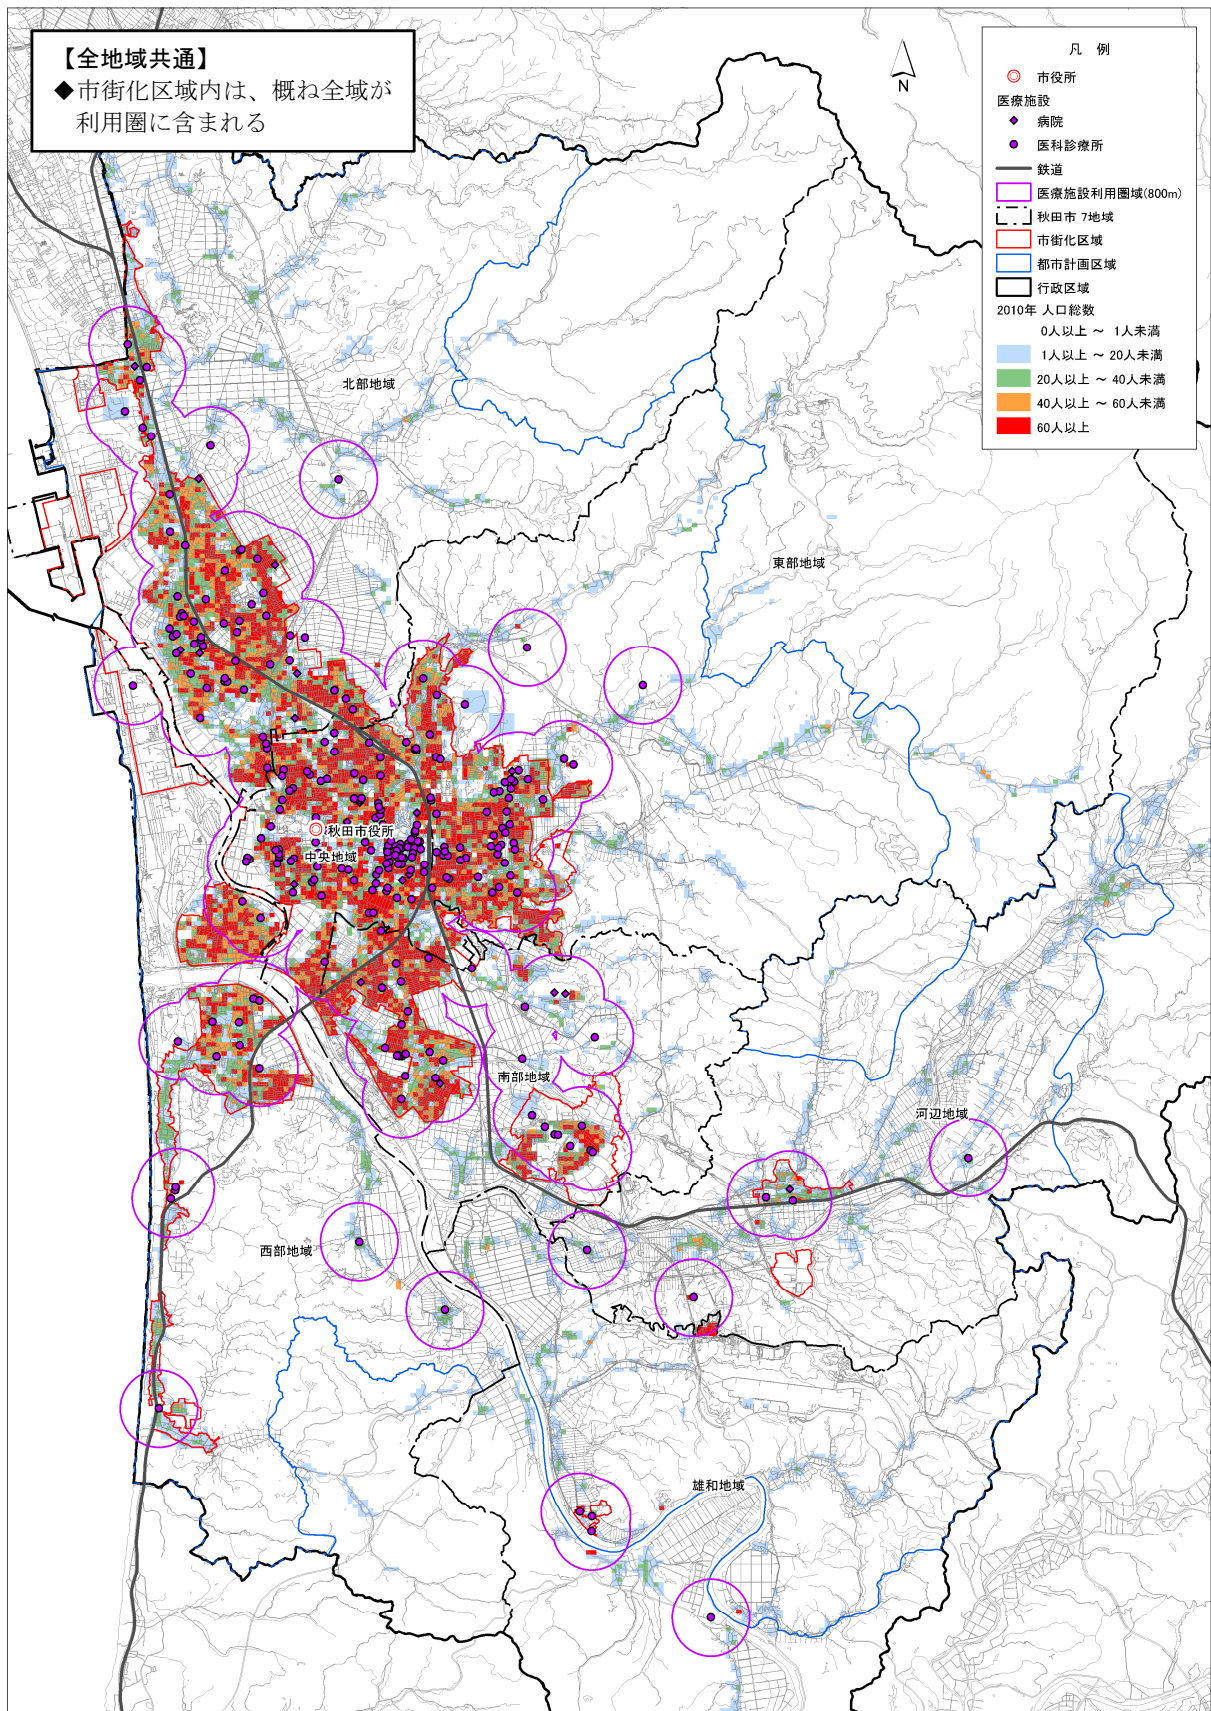 【全地域共通】
◆市街化区域内は、概ね全域が
利用圏に含まれる
N
凡 例
市役所
医療施設
病院
医科診療所
鉄道
医療施設利用圏域(800m)
秋田市 7地域
市街化区域
都市計画区域
行政区域
2010年 人口総数
0人以上 ～ 1人未満
1人以上 ～ 20人未満
20人以上 ～ 40人未満
40人以上 ～ 60人未満
60人以上
北部地域
東部地域
秋田市役所
中央地域
南部地域
河辺地域
西部地域
雄和地域